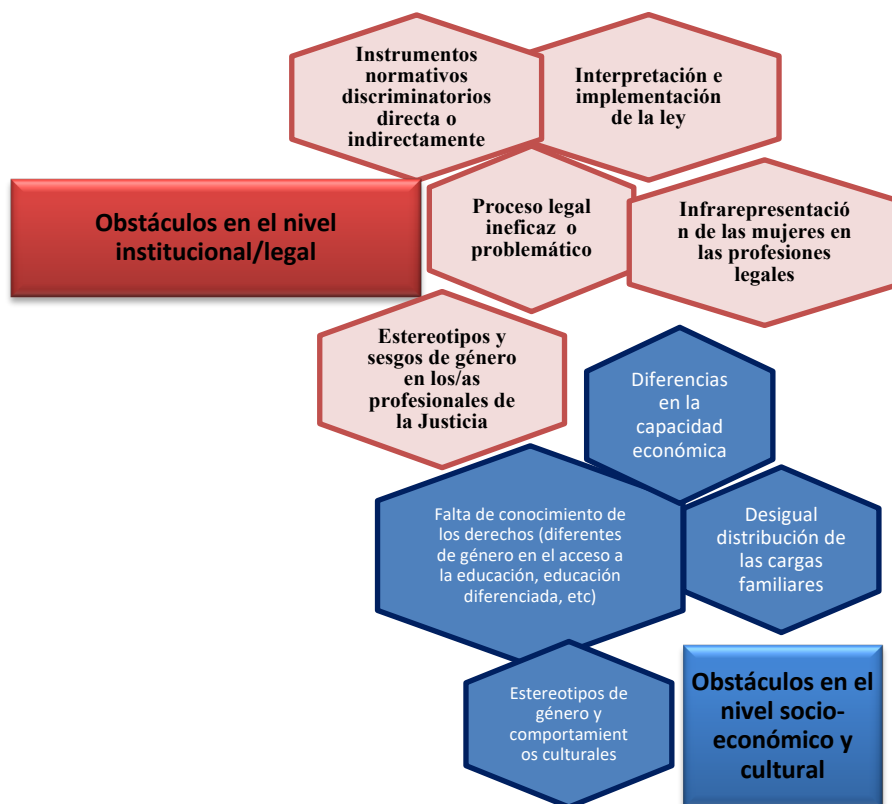 Instrumentos
normativos
discriminatorios
directa o
indirectamente
Interpretación e
implementación
de la ley
Obstáculos en el nivel
institucional/legal
Proceso legal
ineficaz o
problemático
Infrarepresentació
n de las mujeres en
las profesiones
legales
Estereotipos y
sesgos de género
en los/as
profesionales de
la Justicia
Diferencias
en la
capacidad
económica
Falta de conocimiento de
los derechos (diferentes
de género en el acceso a
la educación, educación
diferenciada, etc)
Desigual
distribución de
las cargas
familiares
Estereotipos de
género y
comportamient
os culturales
Obstáculos en el
nivel socio-
económico y
cultural